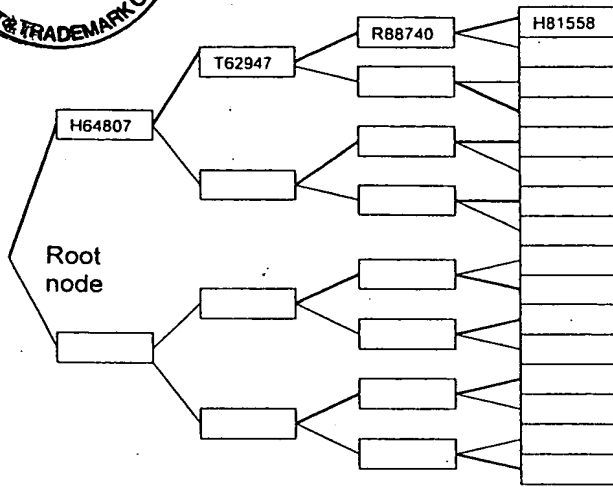 T & TRADEMARK
H81558
R88740
T62947
H64807
Root
node